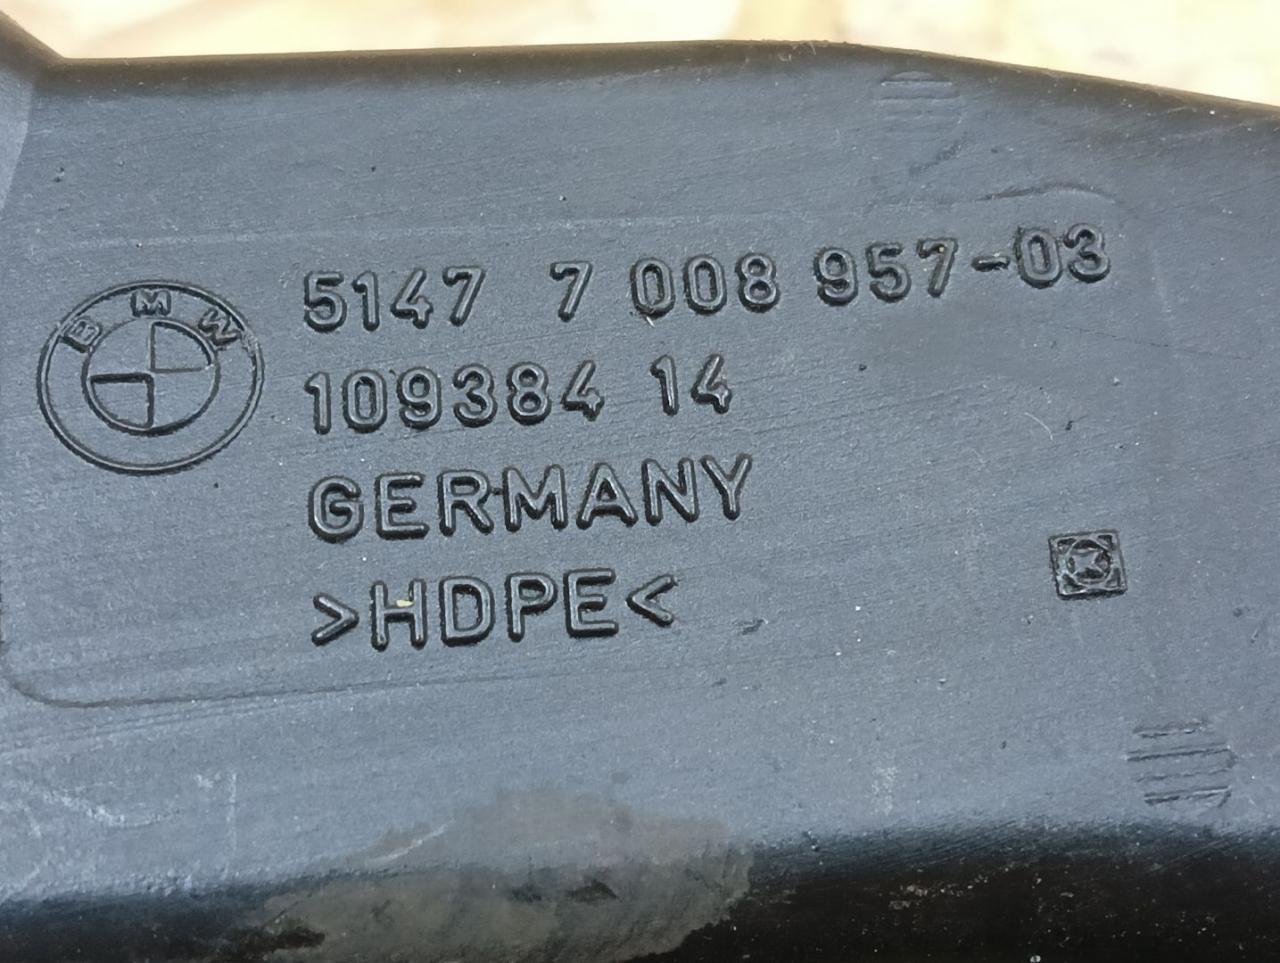 BMW
5147 7 008 957-03
109384 14
GERMANY
>HDPE<